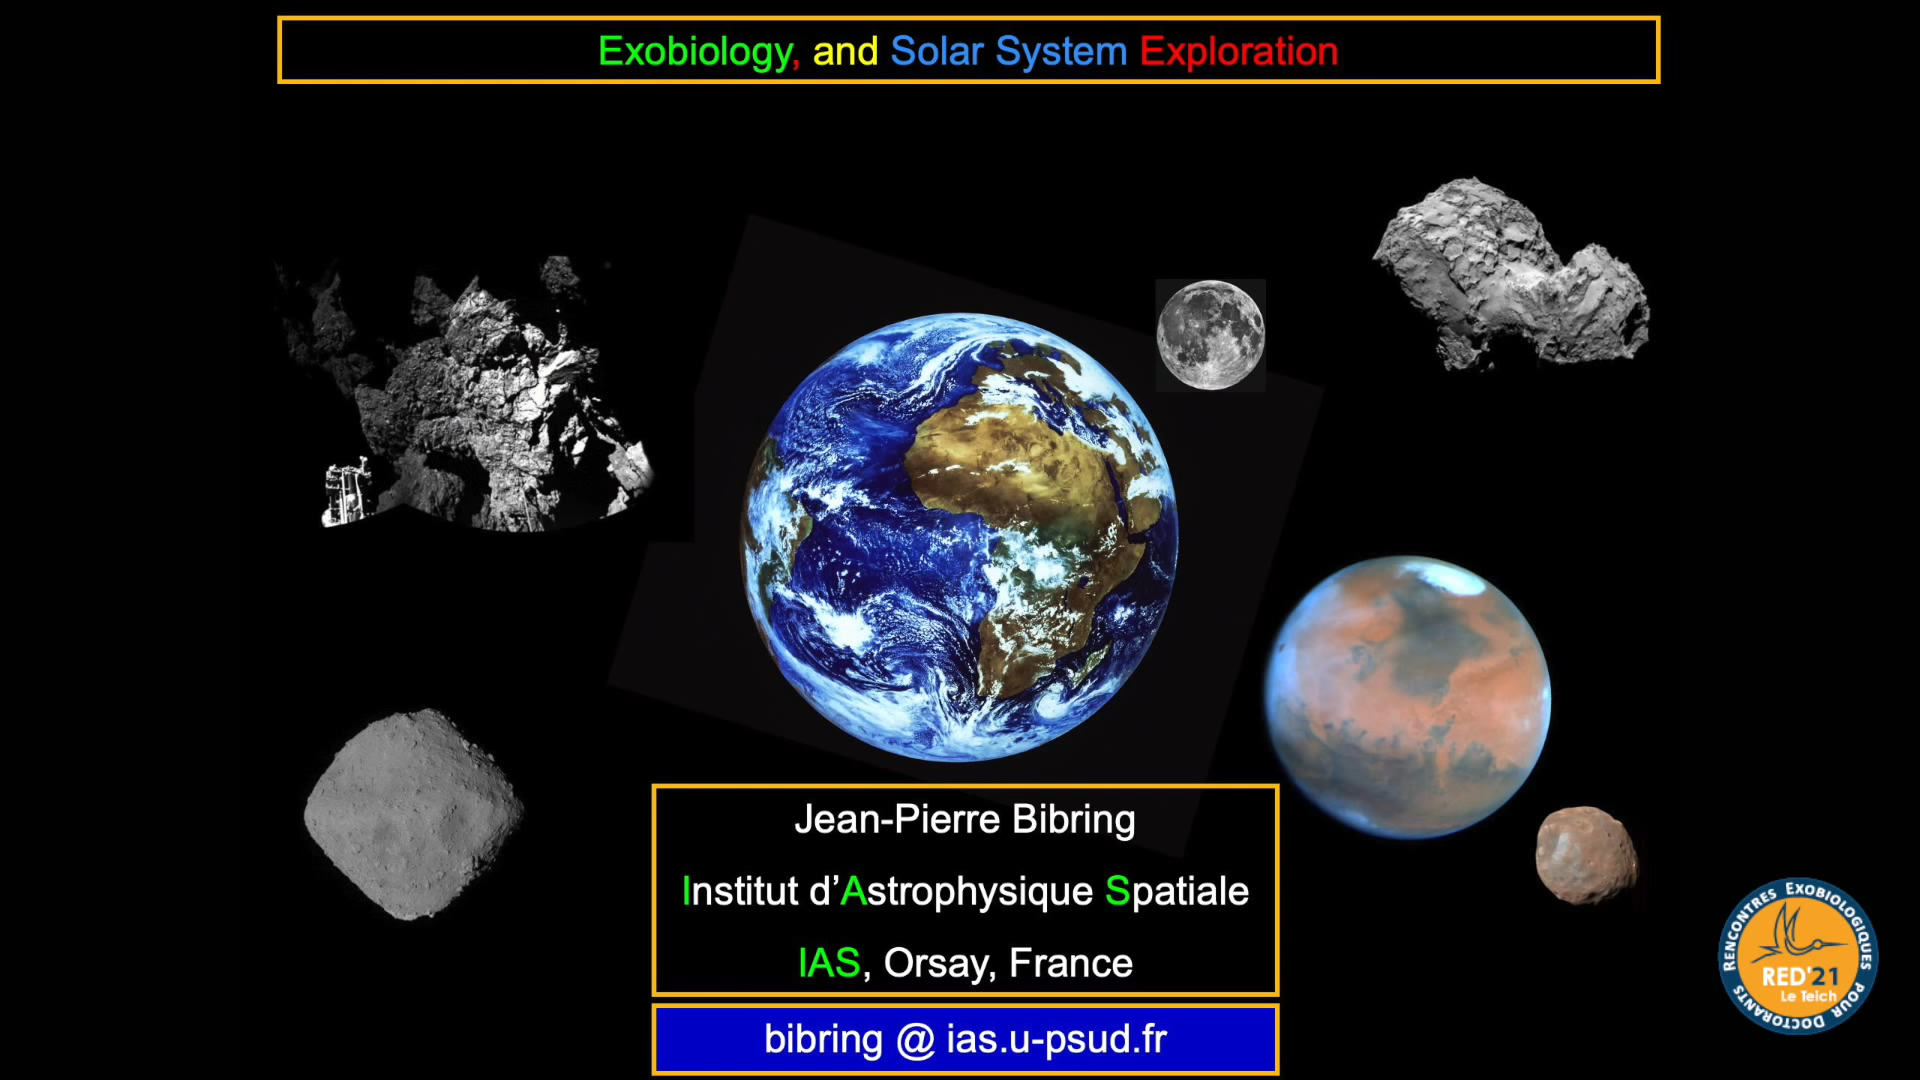 Exobiology, and Solar System Exploration
Jean-Pierre Bibring
Institut d’Astrophysique Spatiale
IAS, Orsay, France
bibring @ ias.u-psud.fr
RENCONTRES EXOBIOLOGIQUES POUR DOCTORANTS
RED'21
Le Teich